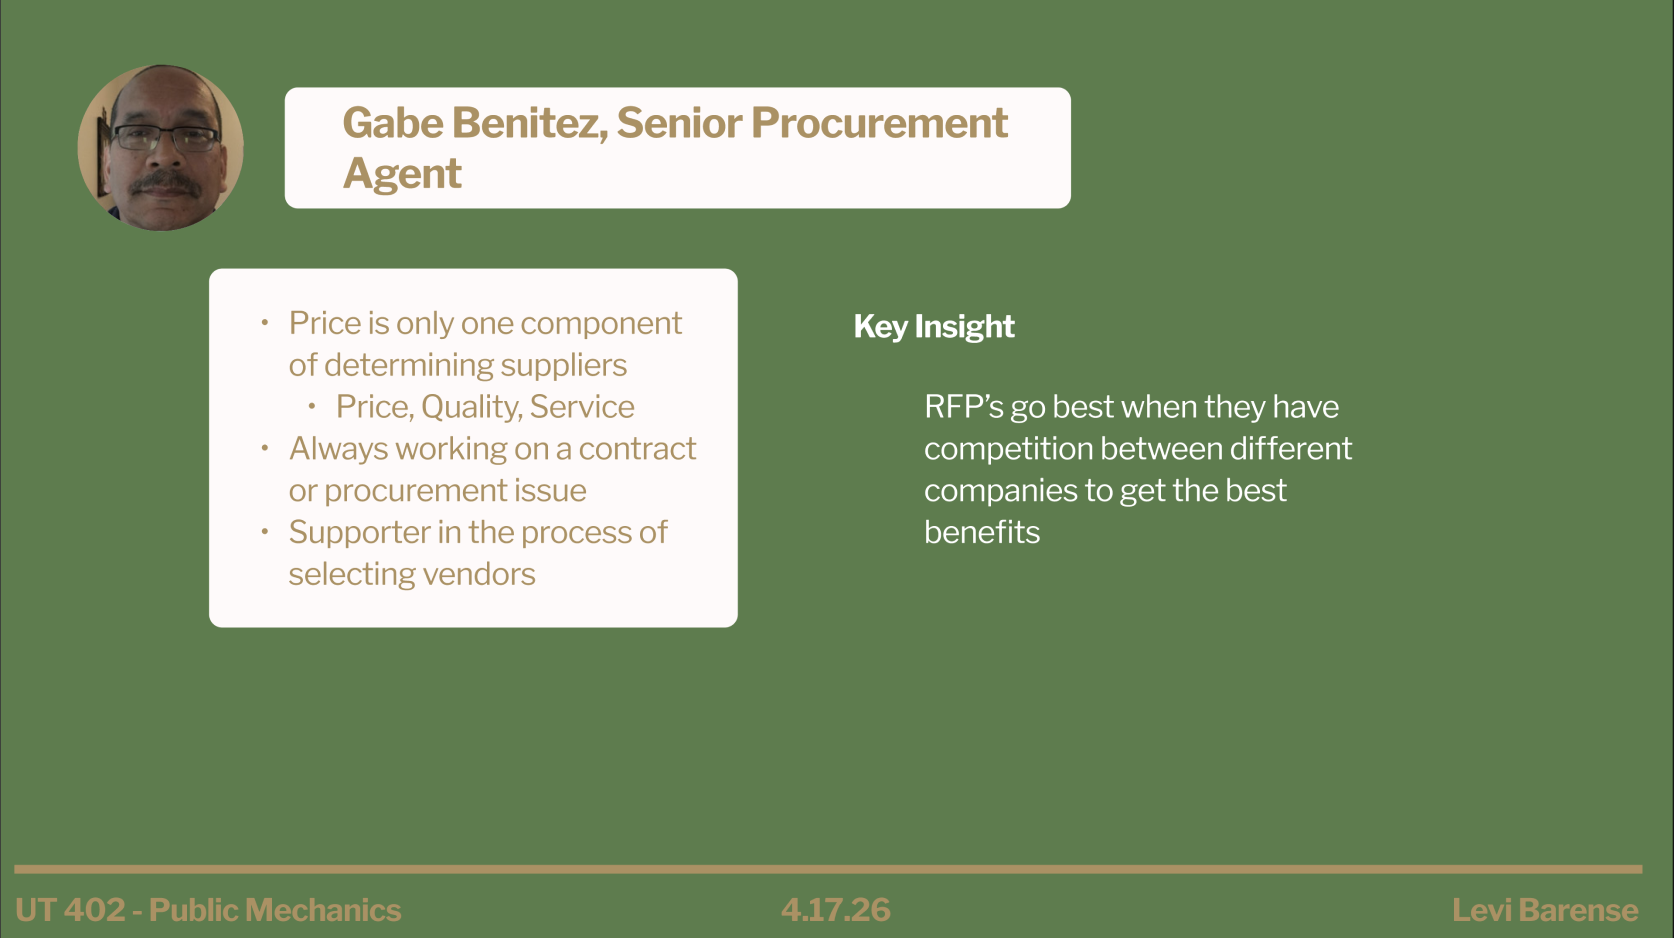 Gabe Benitez, Senior Procurement
Agent
• Price is only one component
of determining suppliers
• Price, Quality, Service
• Always working on a contract
or procurement issue
• Supporter in the process of
selecting vendors
Key Insight
RFP’s go best when they have
competition between different
companies to get the best
benefits
UT 402 - Public Mechanics
4.17.26
Levi Barense